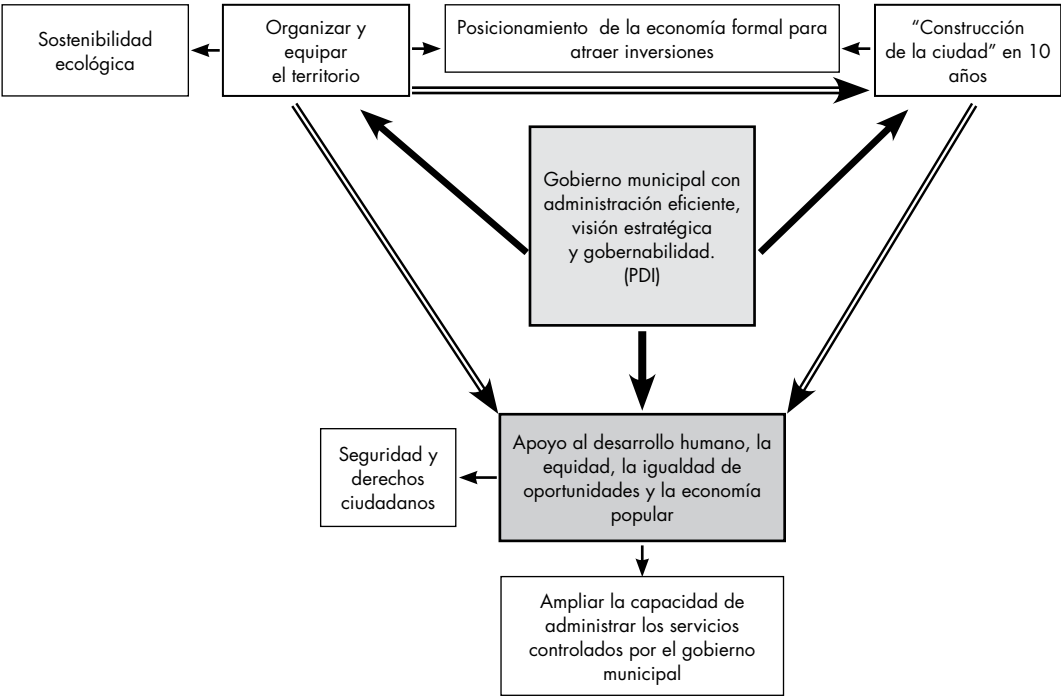 Sostenibilidad
ecológica
Organizar y
equipar
el territorio
Posicionamiento de la economía formal para
atraer inversiones
“Construcción
de la ciudad” en 10
años
Gobierno municipal con
administración eficiente,
visión estratégica
y gobernabilidad.
(PDI)
Apoyo al desarrollo humano, la
equidad, la igualdad de
oportunidades y la economía
popular
Seguridad y
derechos
ciudadanos
Ampliar la capacidad de
administrar los servicios
controlados por el gobierno
municipal